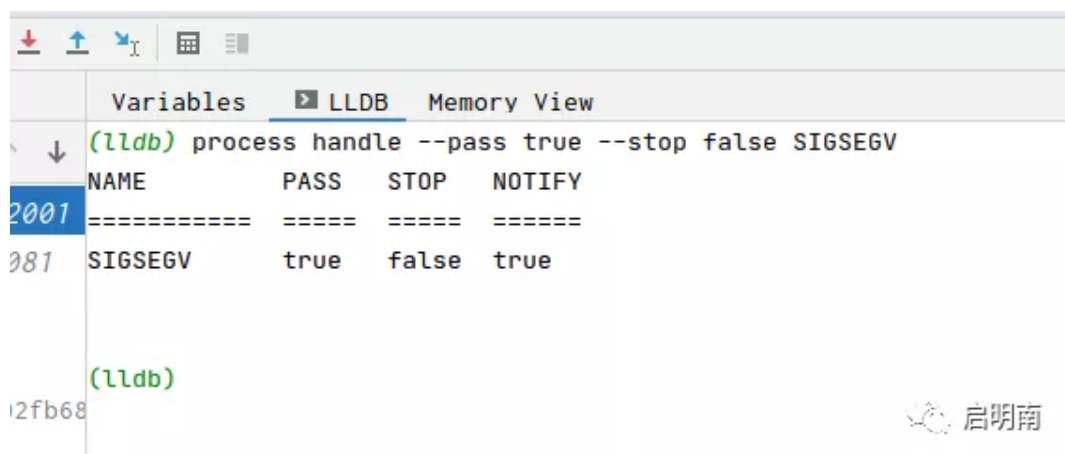 Variables LLDB Memory View
(lldb) process handle --pass true --stop false SIGSEGV
NAME PASS STOP NOTIFY
=========== ===== ===== ======
2001
081 SIGSEGV true false true
(lldb)
2fb68
启明南